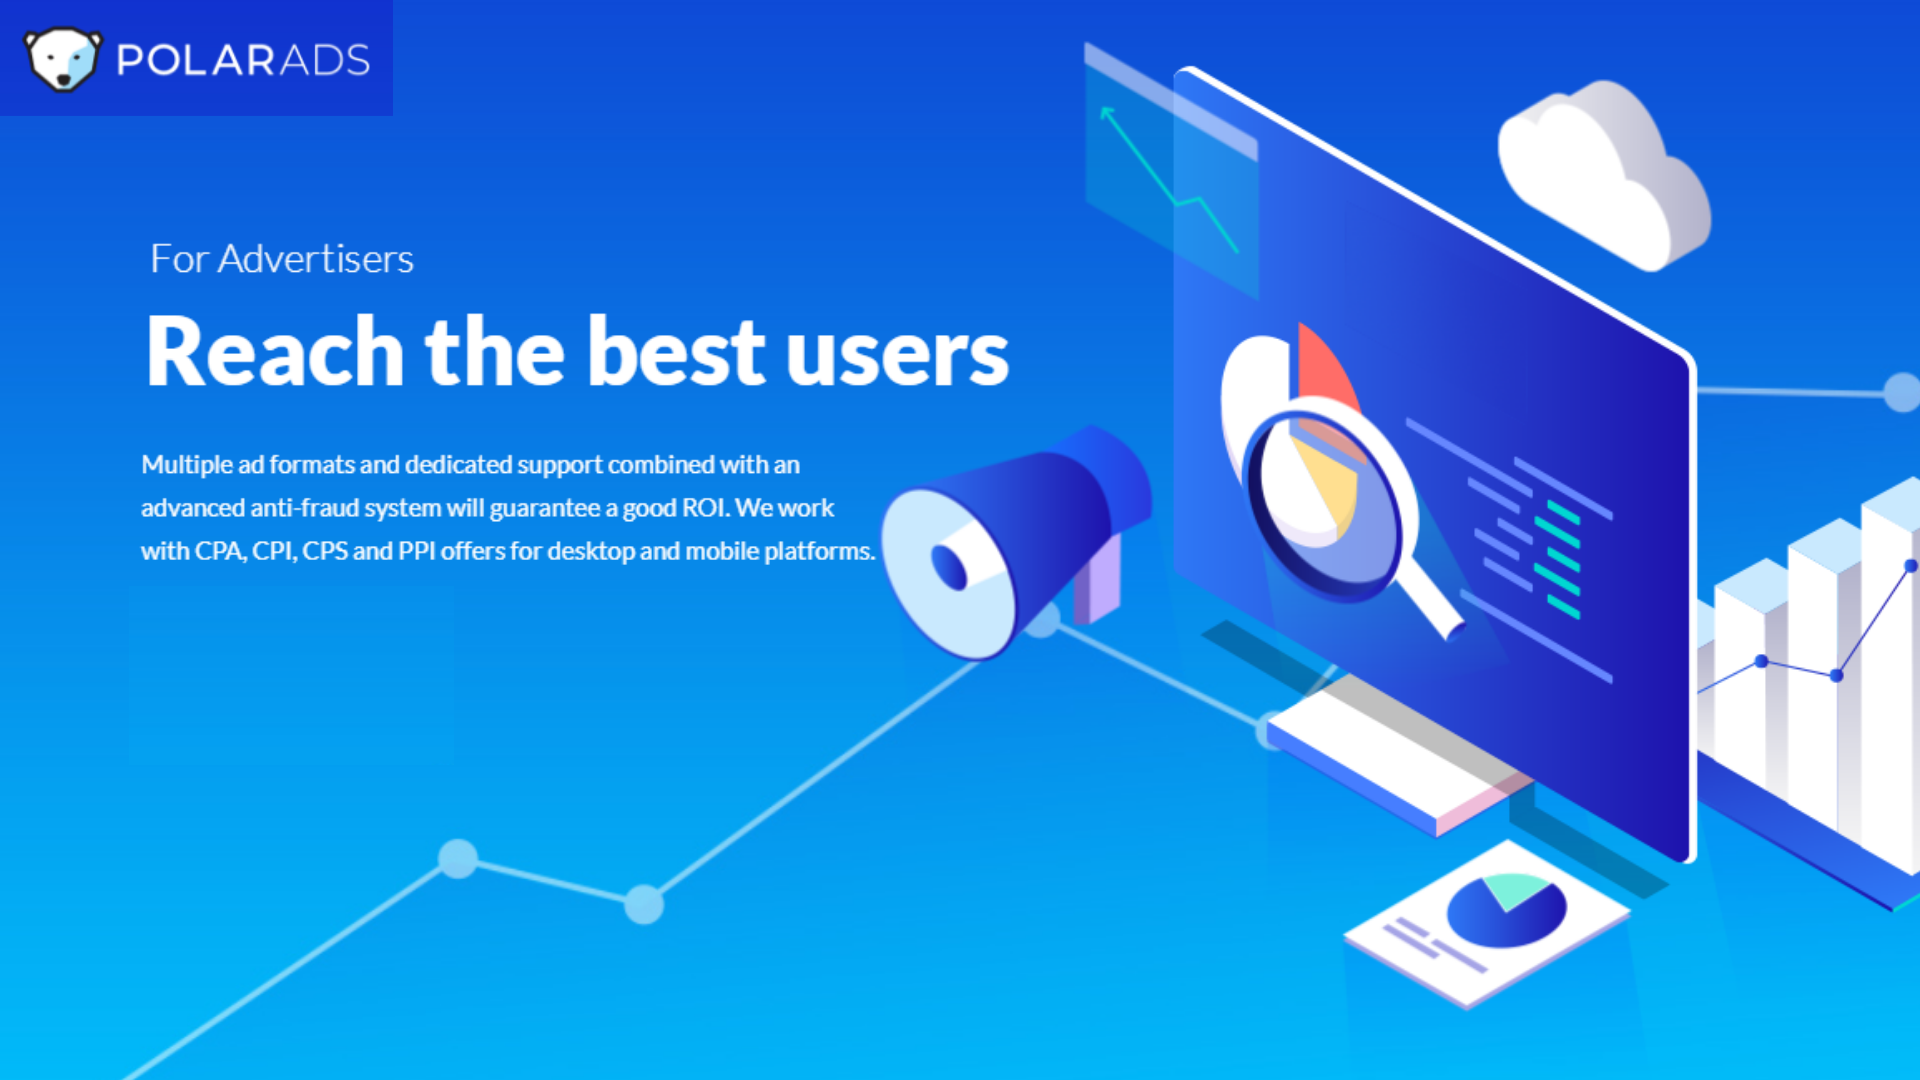 POLARADS
For Advertisers
Reach the best users
Multiple ad formats and dedicated support combined with an
advanced anti-fraud system will guarantee a good ROI. We work
with CPA, CPI, CPS and PPI offers for desktop and mobile platforms.